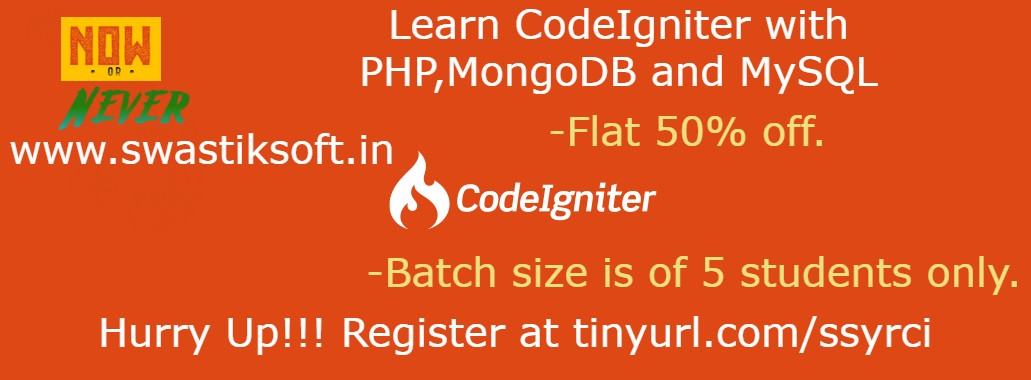 NOW
- OR -
NEVER
www.swastiksoft.in
Learn CodeIgniter with
PHP,MongoDB and MySQL
-Flat 50% off.
CodeIgniter
-Batch size is of 5 students only.
Hurry Up!!! Register at tinyurl.com/ssyrci